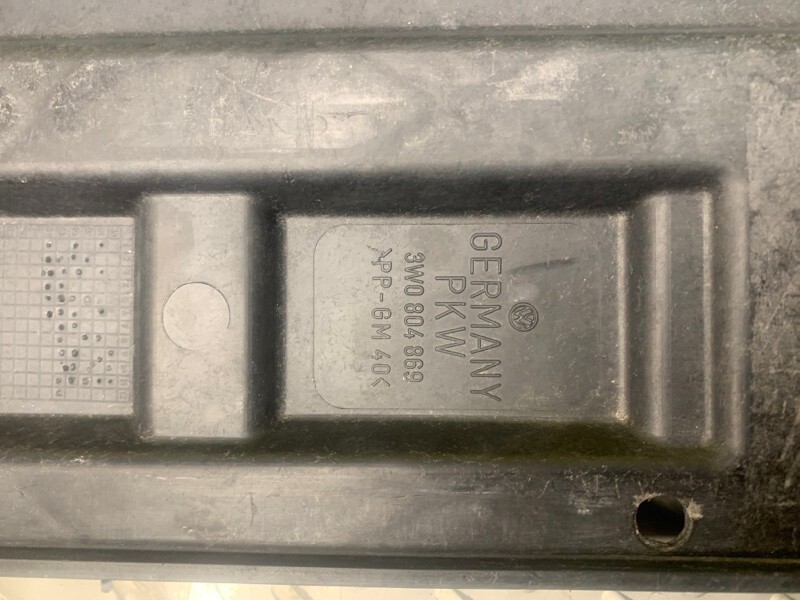 GERMANY
PKW
3W0 804 869
>PP-GM 40<